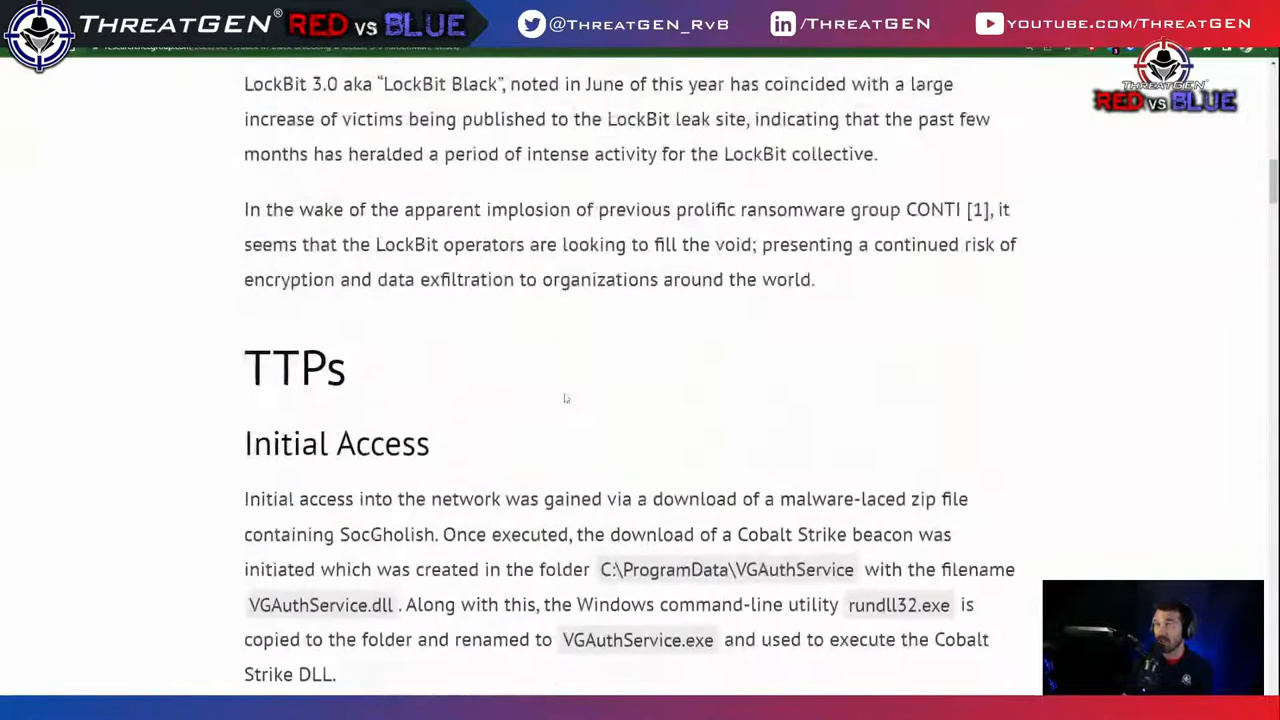 THREATGEN® RED vs BLUE
@THREATGEN_RVB
/THREATGEN
YOUTUBE.COM/THREATGEN
THREATGEN
RED vs BLUE
LockBit 3.0 aka “LockBit Black”, noted in June of this year has coincided with a large
increase of victims being published to the LockBit leak site, indicating that the past few
months has heralded a period of intense activity for the LockBit collective.
In the wake of the apparent implosion of previous prolific ransomware group CONTI [1], it
seems that the LockBit operators are looking to fill the void; presenting a continued risk of
encryption and data exfiltration to organizations around the world.
TTPs
Initial Access
Initial access into the network was gained via a download of a malware-laced zip file
containing SocGholish. Once executed, the download of a Cobalt Strike beacon was
initiated which was created in the folder C:\ProgramData\VGAuthService with the filename
VGAuthService.dll . Along with this, the Windows command-line utility rundll32.exe is
copied to the folder and renamed to VGAuthService.exe and used to execute the Cobalt
Strike DLL.